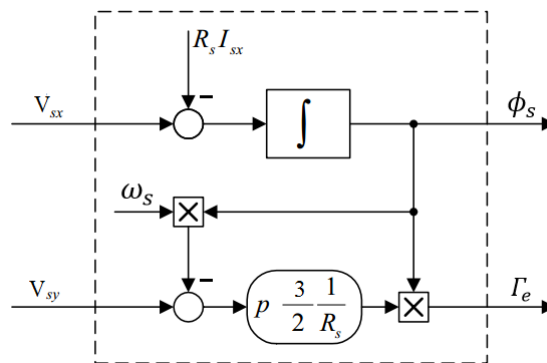 R_s I_sx
V_sx
−
∫
ϕ_s
ω_s
×
−
V_sy
p 3/2 1/R_s
×
Γ_e